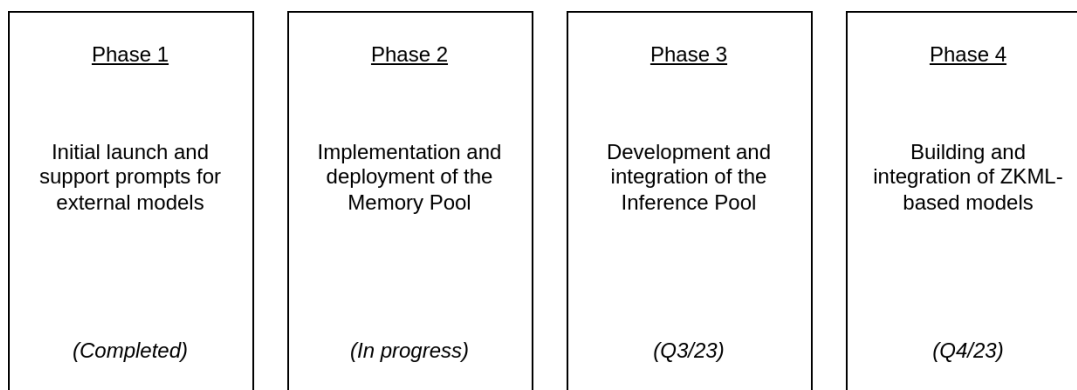 Phase 1
Initial launch and
support prompts for
external models
(Completed)
Phase 2
Implementation and
deployment of the
Memory Pool
(In progress)
Phase 3
Development and
integration of the
Inference Pool
(Q3/23)
Phase 4
Building and
integration of ZKML-
based models
(Q4/23)